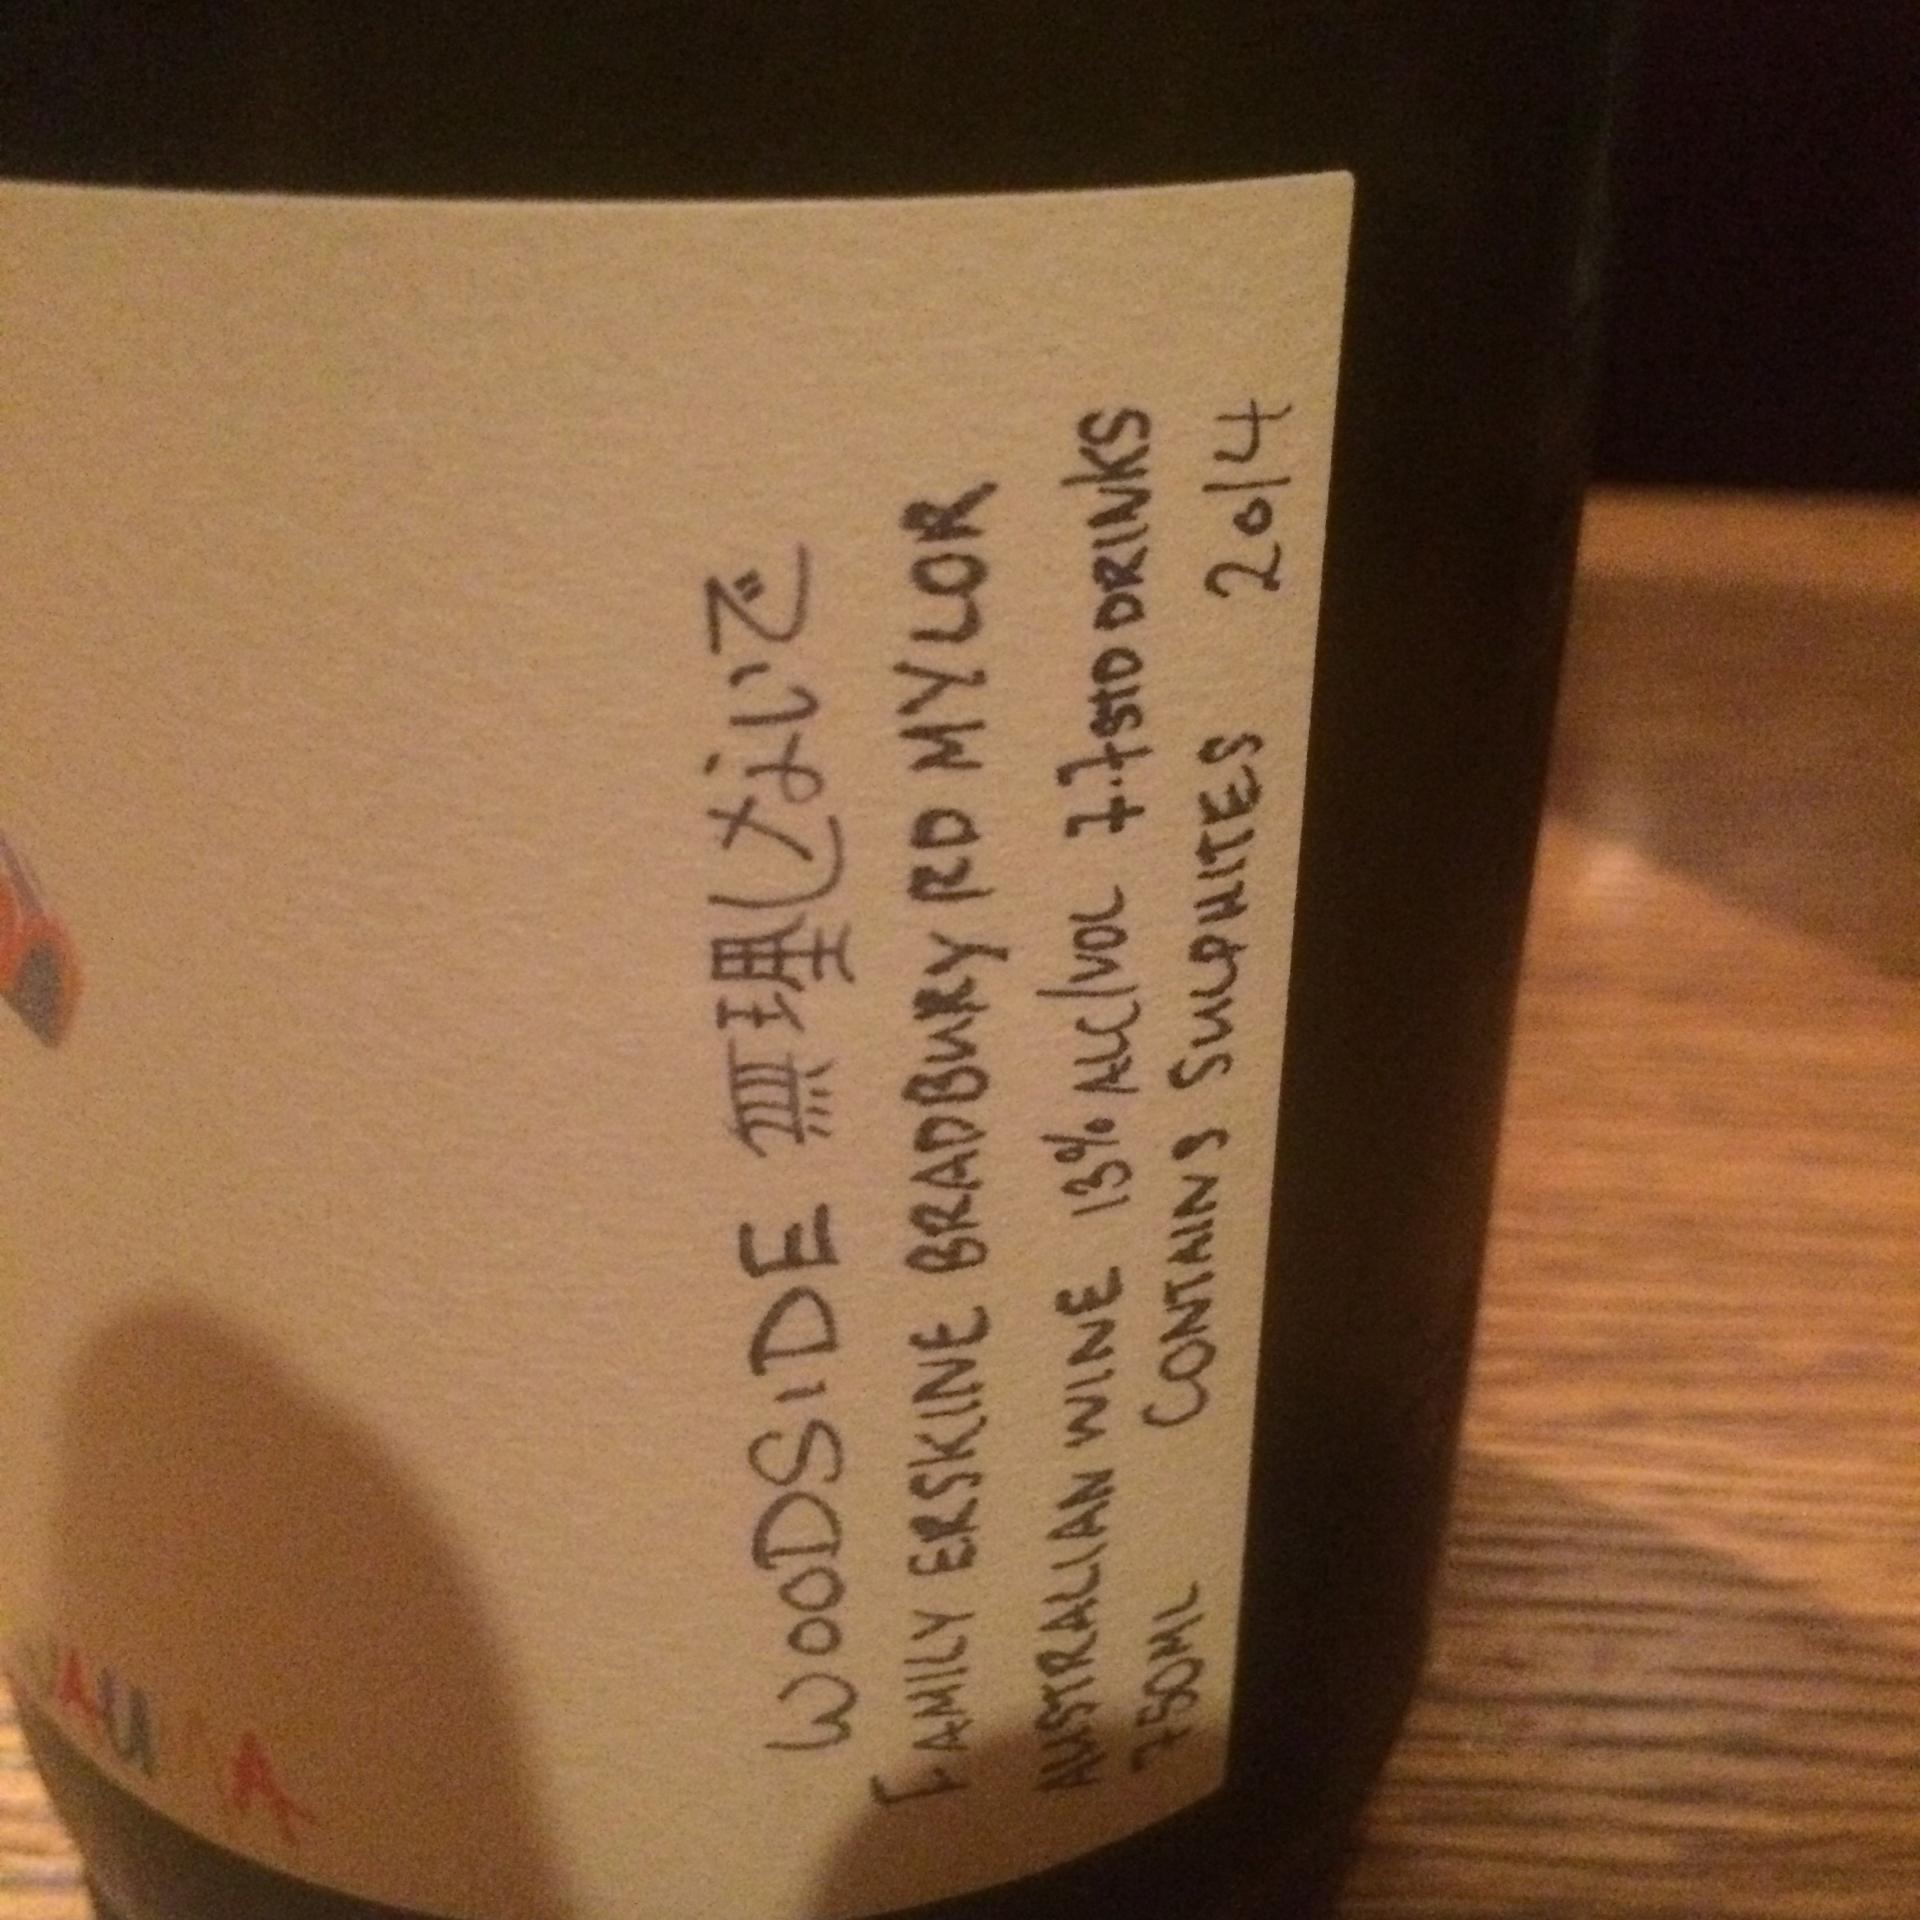 WOODSIDE 無理しないで
FAMILY ERSKINE BRADBURY RD MYLOR
AUSTRALIAN WINE 13% ALC/VOL 7.7 STD DRINKS
750ML CONTAINS SULPHITES 2014